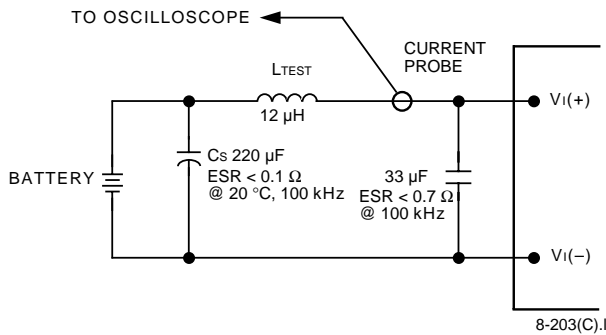 TO OSCILLOSCOPE
CURRENT
PROBE
LTEST
12 µH
VI(+)
CS 220 µF
ESR < 0.1 Ω
@ 20 °C, 100 kHz
33 µF
ESR < 0.7 Ω
@ 100 kHz
BATTERY
VI(–)
8-203(C).